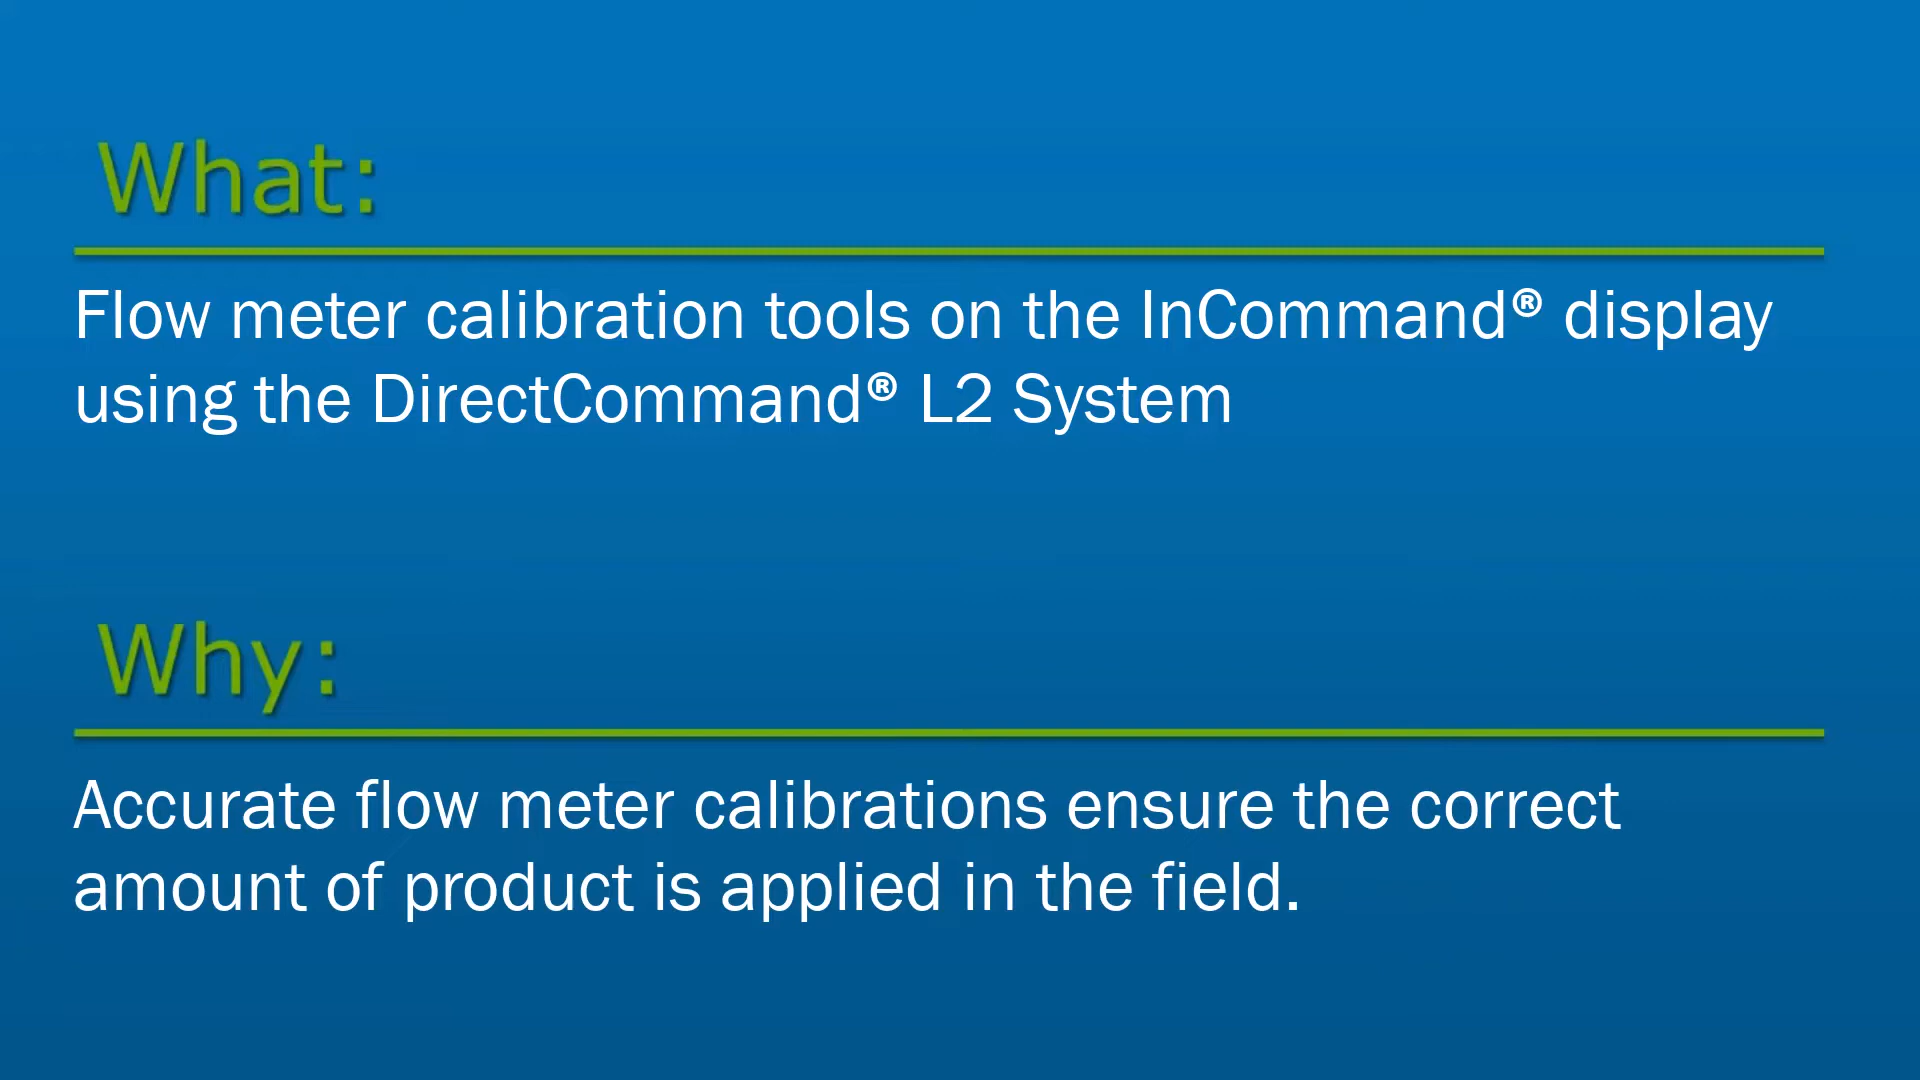 What:
Flow meter calibration tools on the InCommand® display
using the DirectCommand® L2 System
Why:
Accurate flow meter calibrations ensure the correct
amount of product is applied in the field.